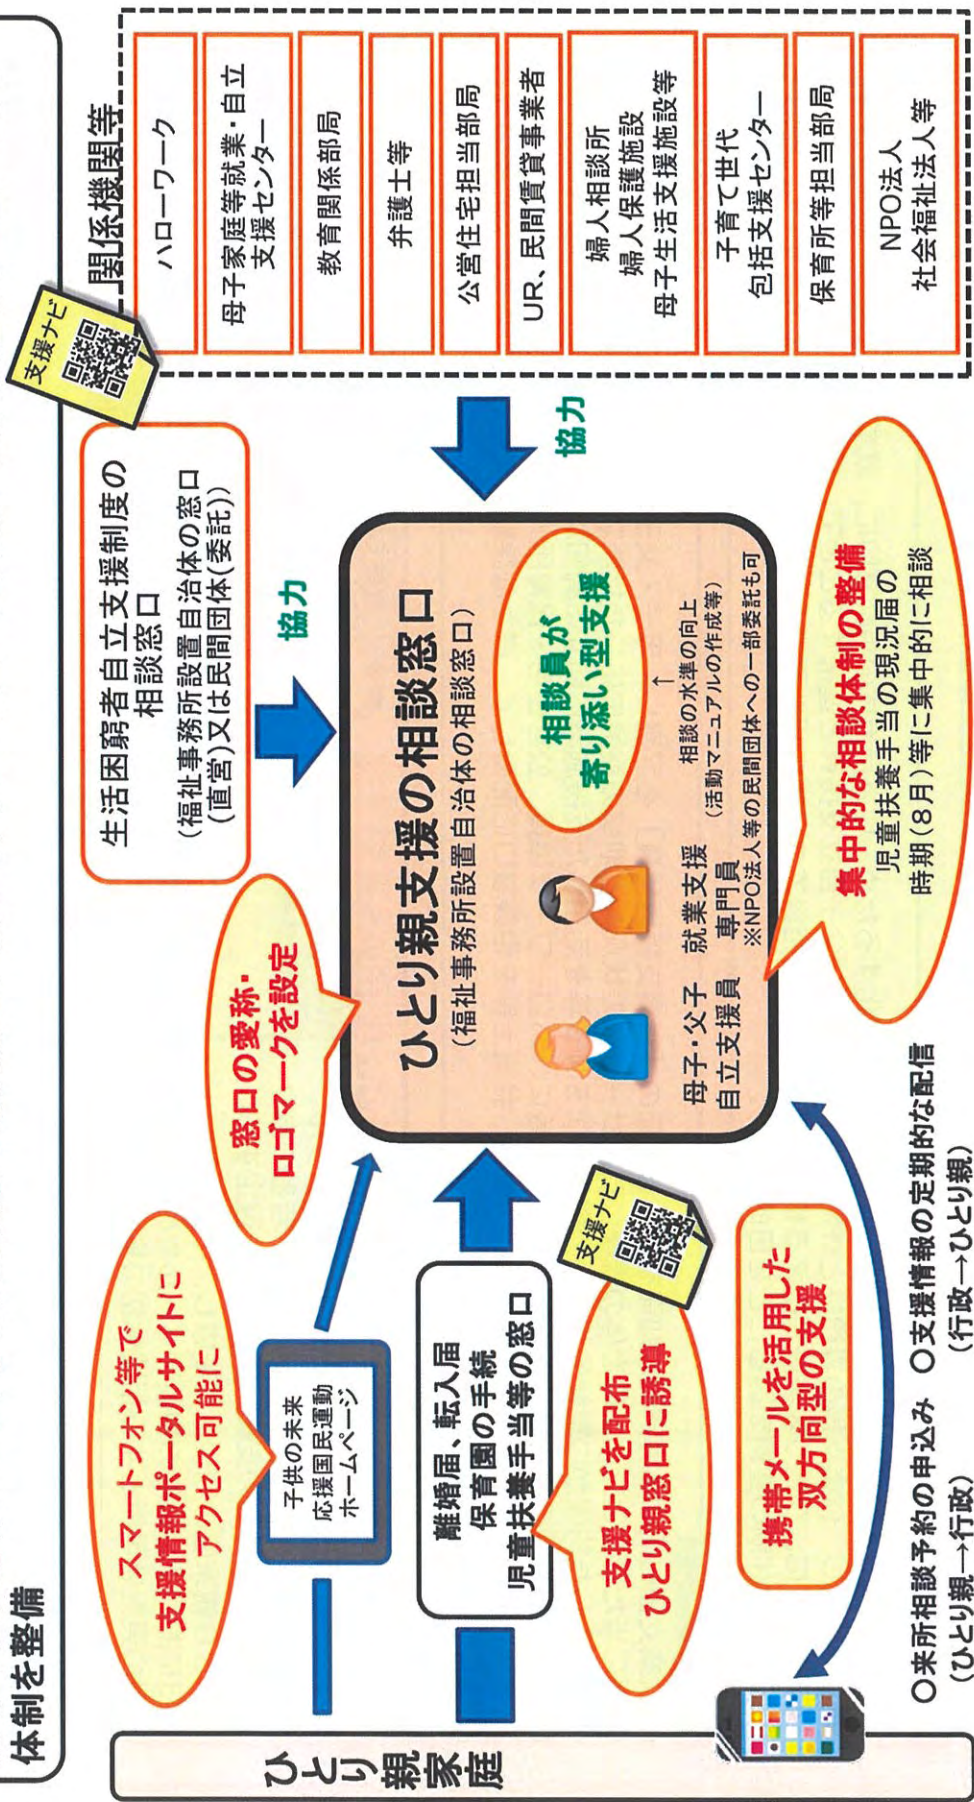 体制を整備
ひとり親家庭
スマートフォン等で
支援情報ポータルサイトに
アクセス可能に
子供の未来
応援国民運動
ホームページ
離婚届、転入届
保育園の手続
児童扶養手当等の窓口
支援ナビを配布
ひとり親窓口に誘導
支援ナビ
携帯メールを活用した
双方向型の支援
○来所相談予約の申込み
(ひとり親→行政)
○支援情報の定期的な配信
(行政→ひとり親)
窓口の愛称・
ロゴマークを設定
生活困窮者自立支援制度の
相談窓口
(福祉事務所設置自治体の窓口
(直営)又は民間団体(委託))
支援ナビ
協力
ひとり親支援の相談窓口
(福祉事務所設置自治体の相談窓口)
相談員が
寄り添い型支援
↑
相談の水準の向上
(活動マニュアルの作成等)
母子・父子
自立支援員
就業支援
専門員
※NPO法人等の民間団体への一部委託も可
集中的な相談体制の整備
児童扶養手当の現況届の
時期(8月)等に集中的に相談
協力
関係機関等
ハローワーク
母子家庭等就業・自立
支援センター
教育関係部局
弁護士等
公営住宅担当部局
UR、民間賃貸事業者
婦人相談所
婦人保護施設
母子生活支援施設等
子育て世代
包括支援センター
保育所等担当部局
NPO法人
社会福祉法人等